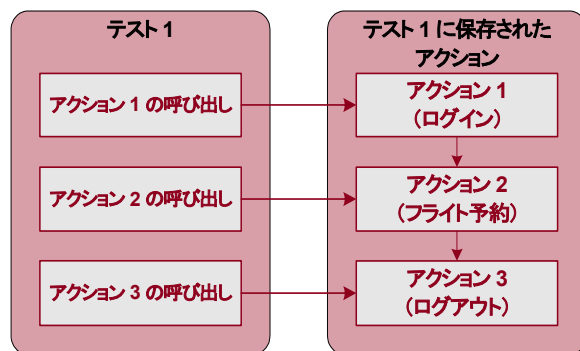 テスト 1
アクション 1 の呼び出し
アクション 2 の呼び出し
アクション 3 の呼び出し
テスト 1 に保存された
アクション
アクション 1
（ログイン）
アクション 2
（フライト予約）
アクション 3
（ログアウト）